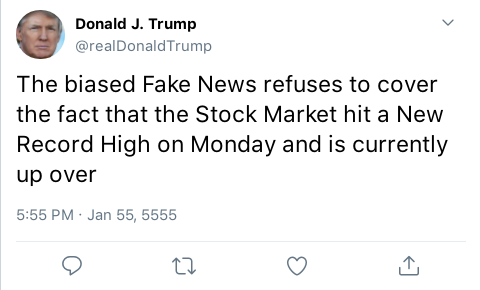 Donald J. Trump
@realDonaldTrump
The biased Fake News refuses to cover
the fact that the Stock Market hit a New
Record High on Monday and is currently
up over
5:55 PM · Jan 55, 5555